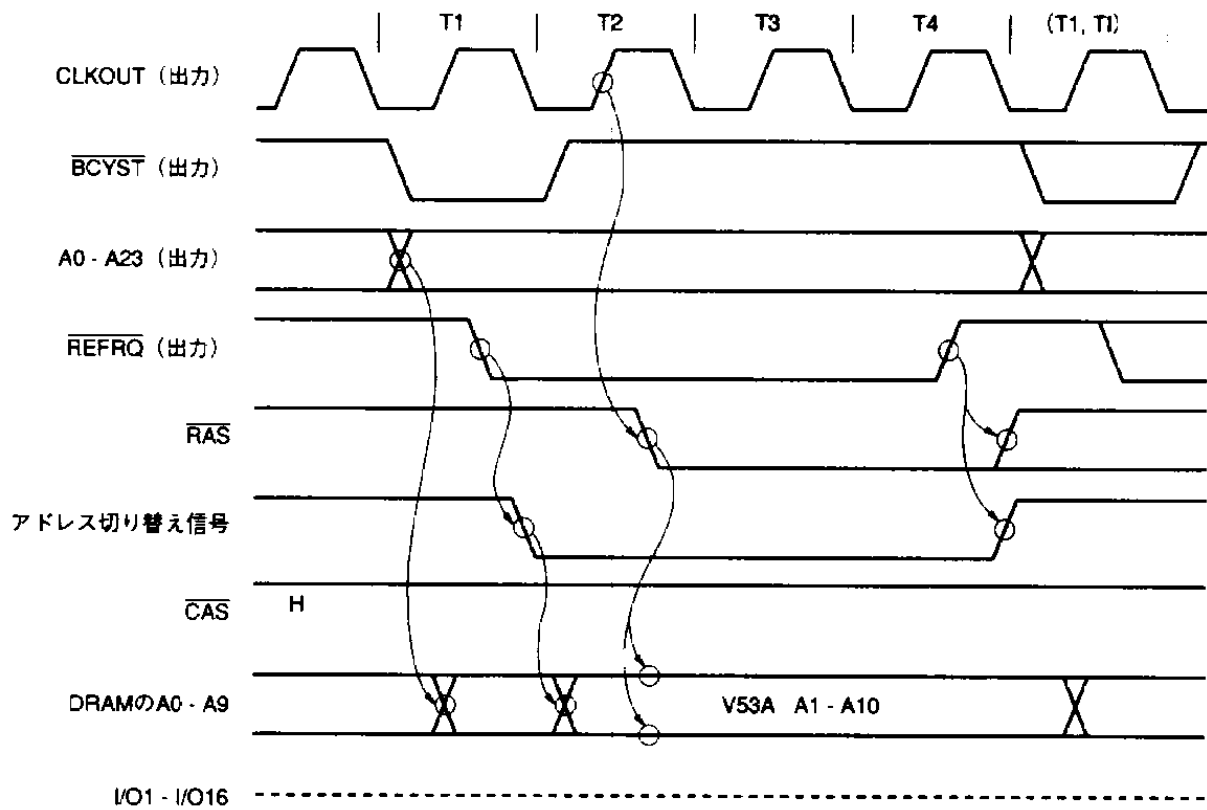 T1 T2 T3 T4 (T1, TI)
CLKOUT (出力)
BCYST (出力)
A0 - A23 (出力)
REFRQ (出力)
RAS
アドレス切り替え信号
CAS H
DRAMのA0 - A9 V53A A1 - A10
I/O1 - I/O16